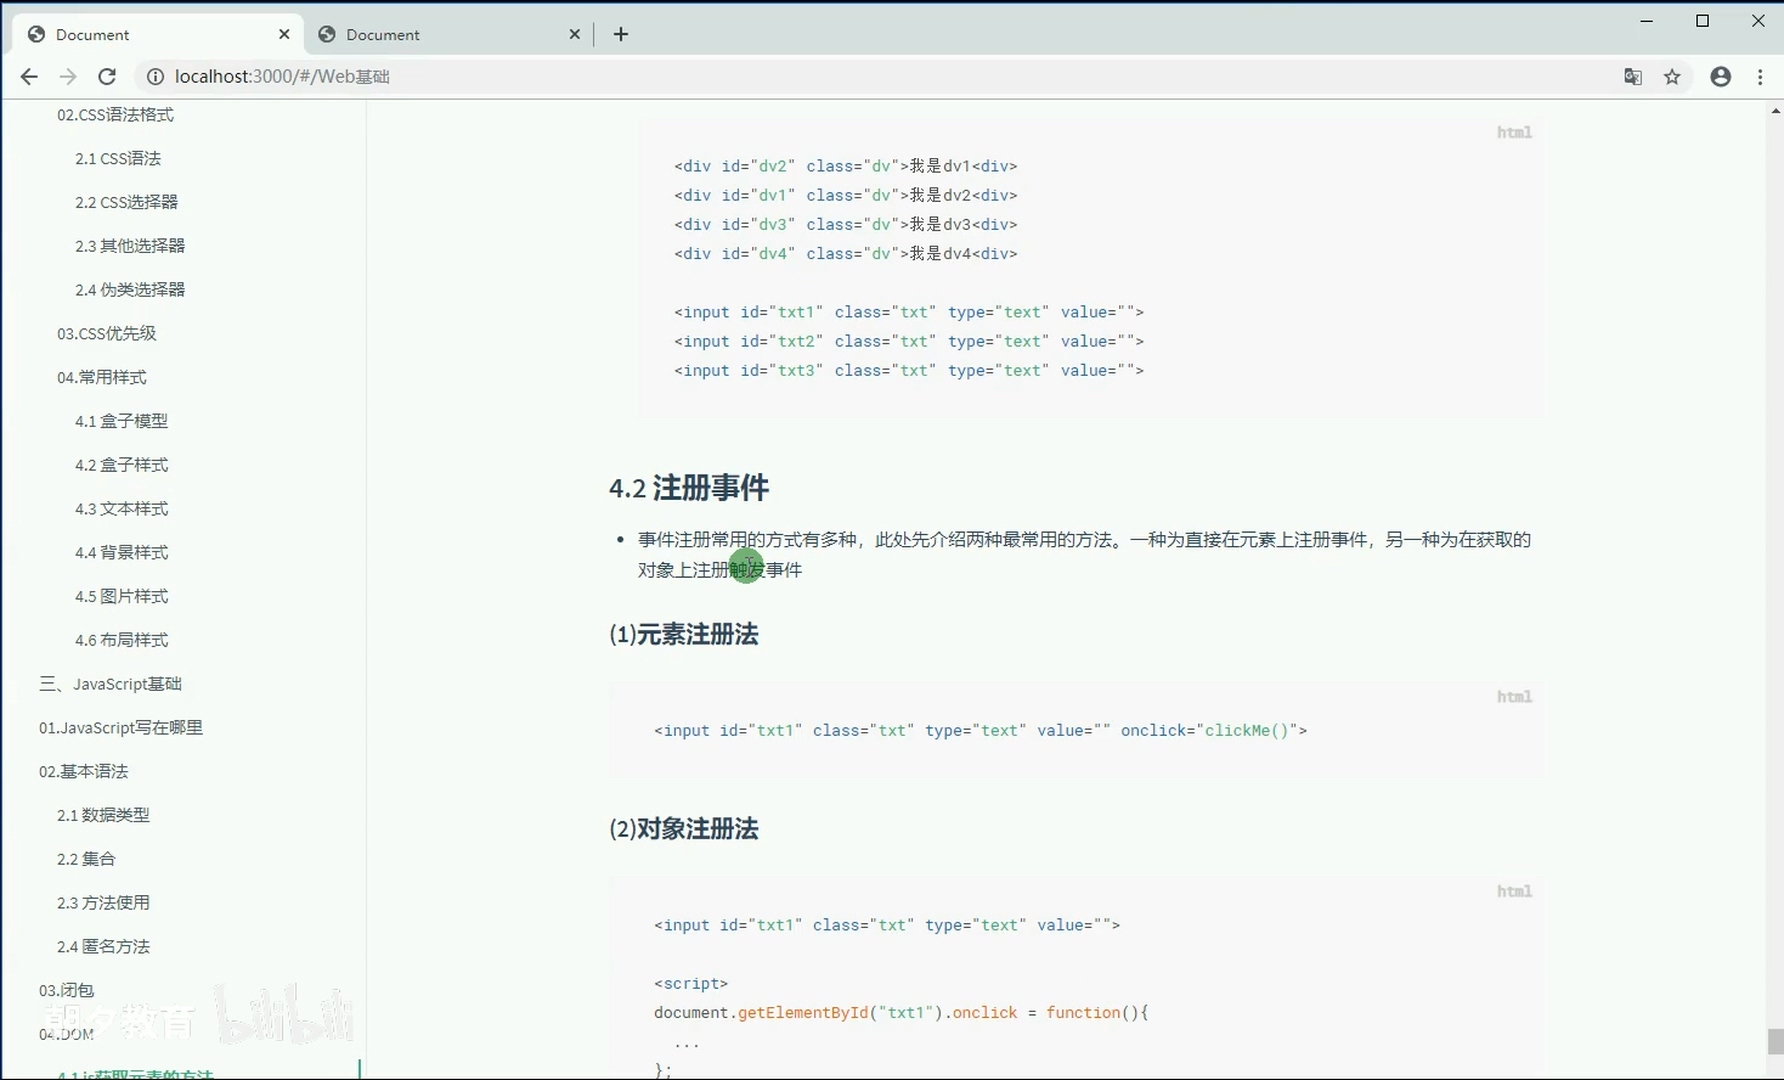 Document
Document
localhost:3000/#/Web基础
02.CSS语法格式
2.1 CSS语法
2.2 CSS选择器
2.3 其他选择器
2.4 伪类选择器
03.CSS优先级
04.常用样式
4.1 盒子模型
4.2 盒子样式
4.3 文本样式
4.4 背景样式
4.5 图片样式
4.6 布局样式
三、JavaScript基础
01.JavaScript写在哪里
02.基本语法
2.1 数据类型
2.2 集合
2.3 方法使用
2.4 匿名方法
03.闭包
04.DOM
4.1 js获取元素的方法
朝夕教育 bilibili
html
<div id="dv2" class="dv">我是dv1<div>
<div id="dv1" class="dv">我是dv2<div>
<div id="dv3" class="dv">我是dv3<div>
<div id="dv4" class="dv">我是dv4<div>
<input id="txt1" class="txt" type="text" value="">
<input id="txt2" class="txt" type="text" value="">
<input id="txt3" class="txt" type="text" value="">
4.2 注册事件
• 事件注册常用的方式有多种，此处先介绍两种最常用的方法。一种为直接在元素上注册事件，另一种为在获取的
对象上注册触发事件
(1)元素注册法
html
<input id="txt1" class="txt" type="text" value="" onclick="clickMe()">
(2)对象注册法
html
<input id="txt1" class="txt" type="text" value="">
<script>
document.getElementById("txt1").onclick = function(){
...
};